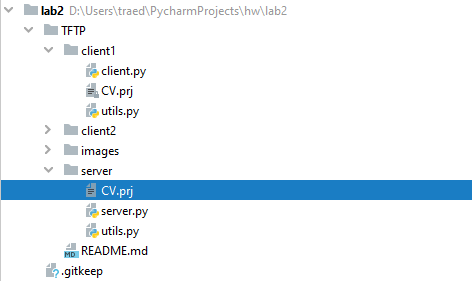 lab2 D:\Users\traed\PycharmProjects\hw\lab2
TFTP
client1
client.py
CV.prj
utils.py
client2
images
server
CV.prj
server.py
utils.py
README.md
.gitkeep